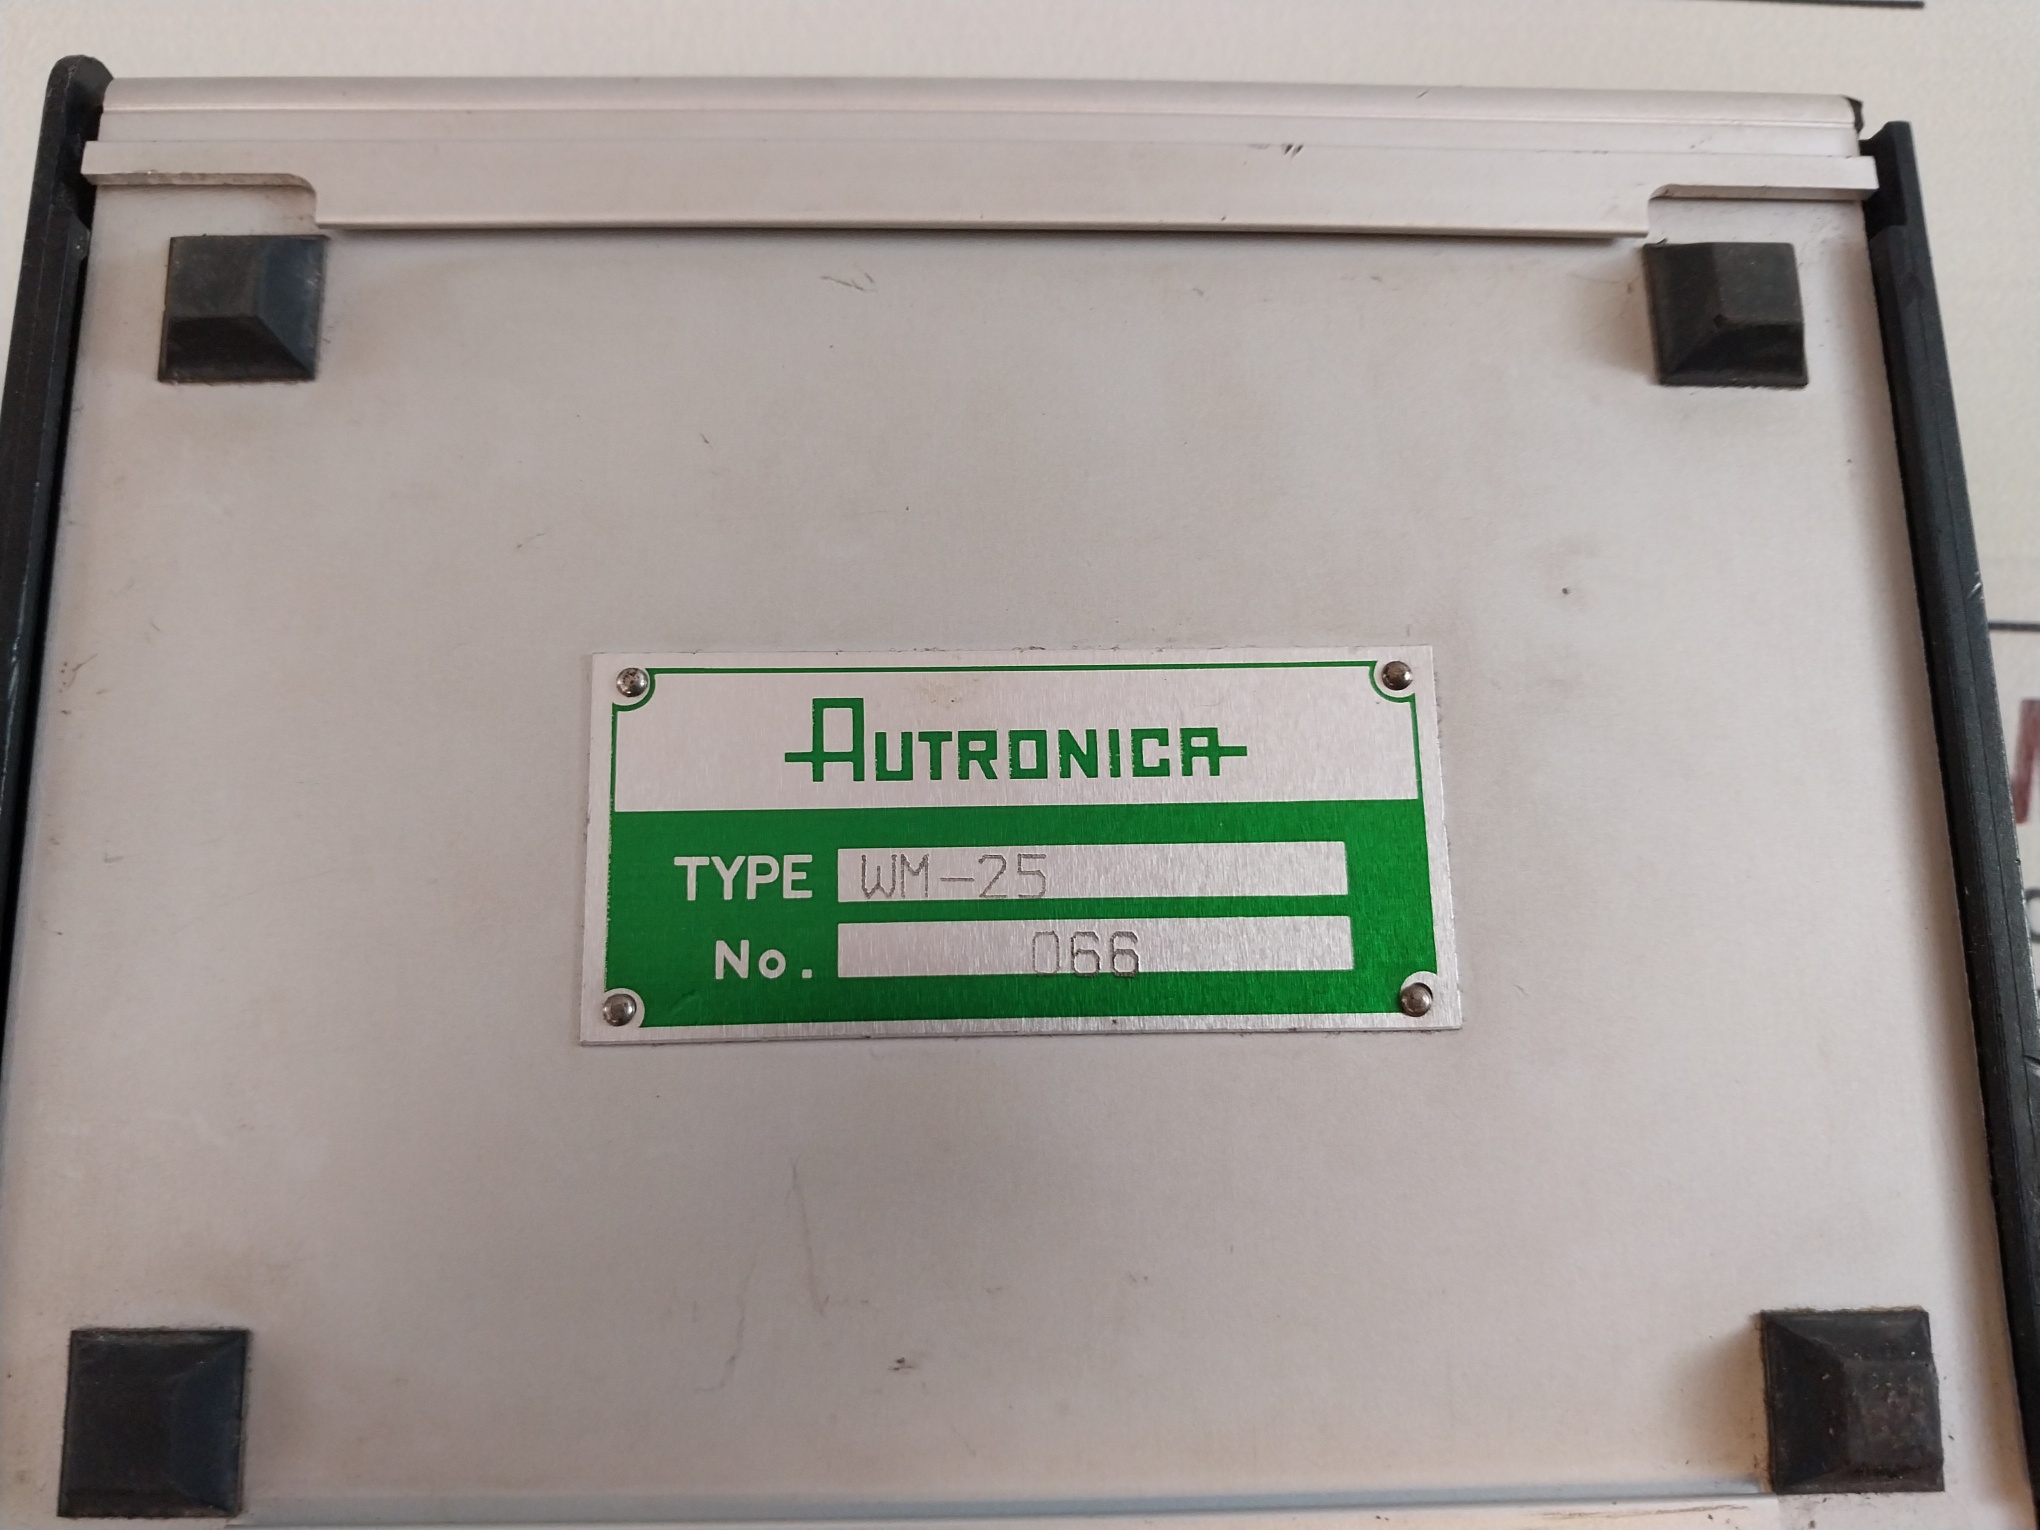 AUTRONICA
TYPE WM-25
No. 066